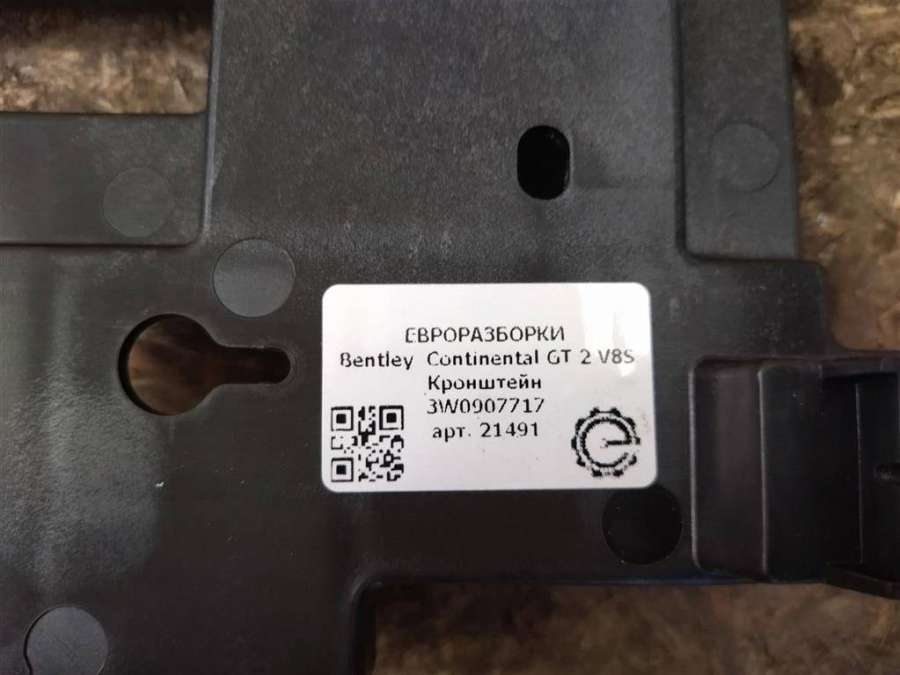 ЕВРОРАЗБОРКИ
Bentley Continental GT 2 V8S
Кронштейн
3W0907717
арт. 21491